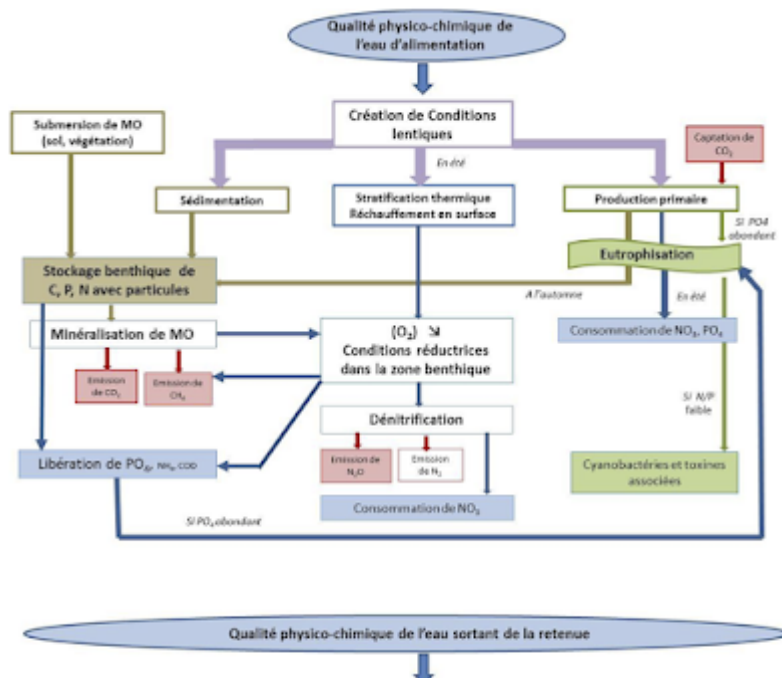 Qualité physico-chimique de
l'eau d'alimentation
Création de Conditions
lentiques
Submersion de MO
(sol, végétation)
Captation de
CO₂
En été
Sédimentation
Stratification thermique
Réchauffement en surface
Production primaire
SI PO4
abondant
Eutrophisation
Stockage benthique de
C, P, N avec particules
A l'automne
En été
Minéralisation de MO
(O₂) ↘
Conditions réductrices
dans la zone benthique
Consommation de NO₃, PO₄
Emission
de CO₂
Emission de
CH₄
SI N/P
faible
Dénitrification
Libération de PO₄, NH₄, COD
Emission de
N₂O
Emission
de N₂
Cyanobactéries et toxines
associées
Consommation de NO₃
SI PO₄ abondant
Qualité physico-chimique de l'eau sortant de la retenue